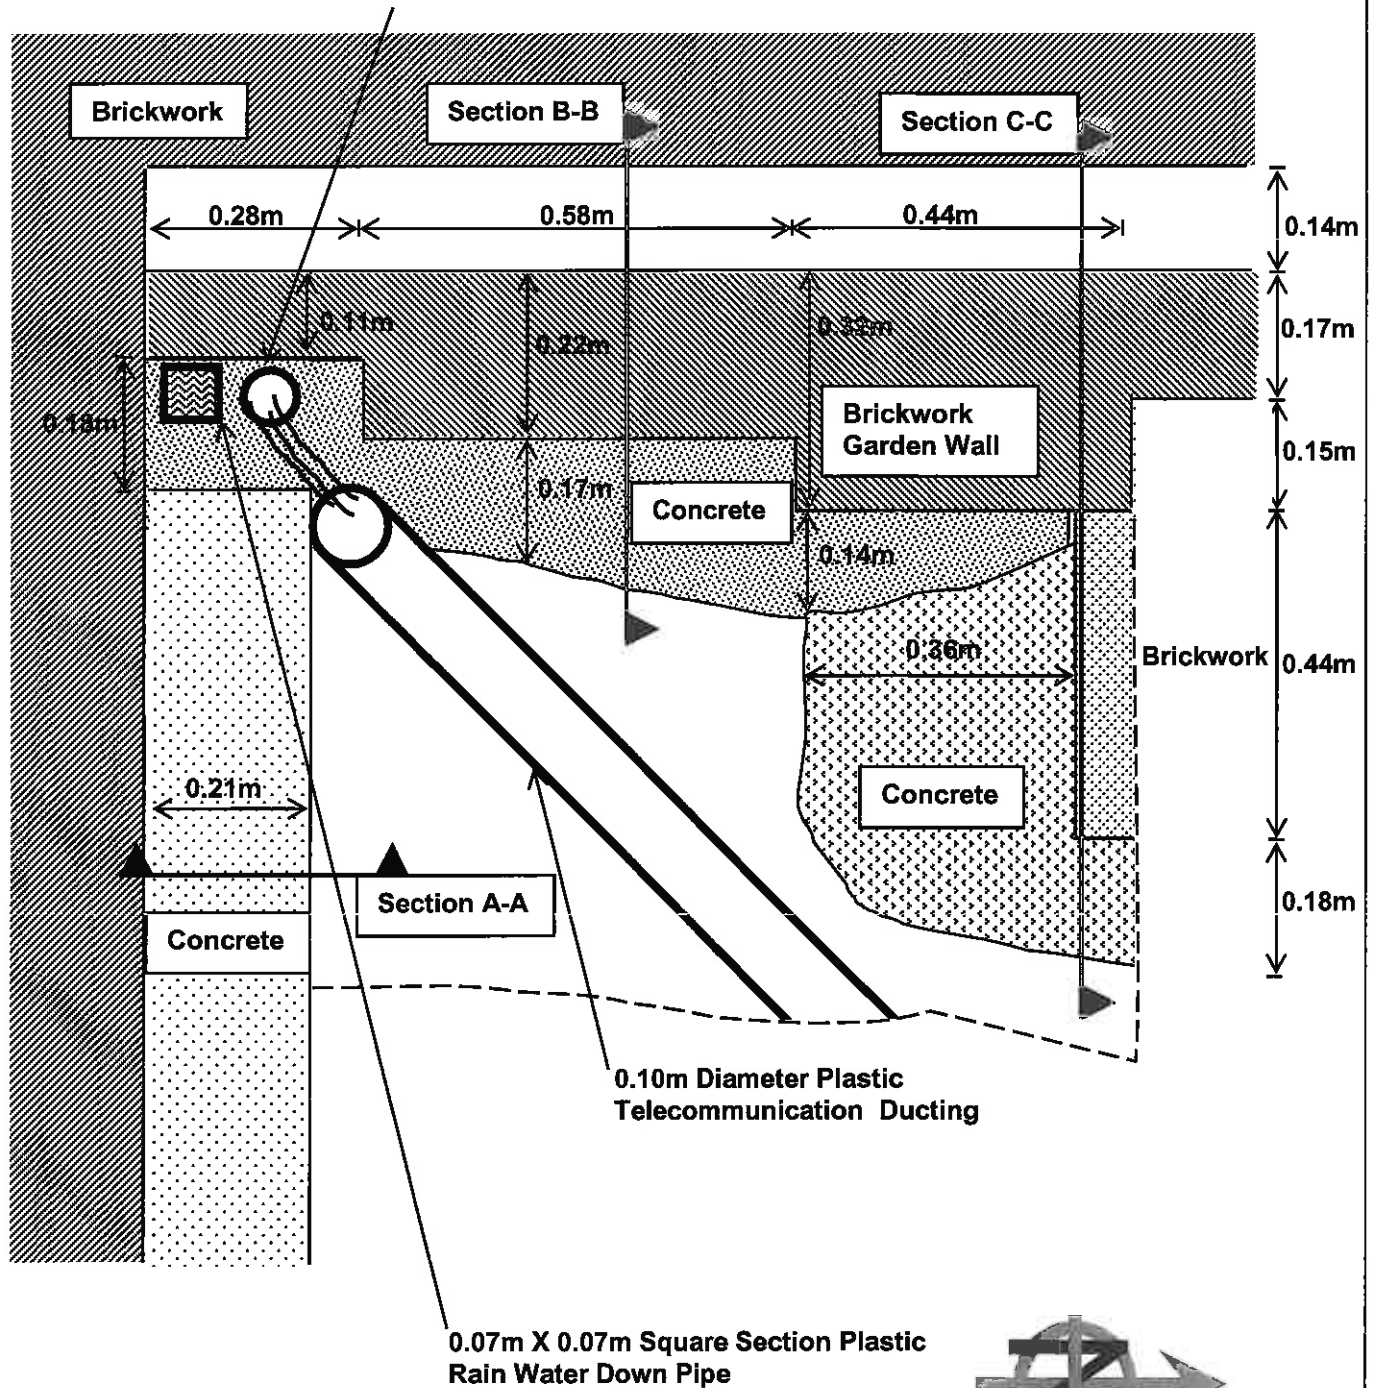 Brickwork
Section B-B
Section C-C
0.28m
0.58m
0.44m
0.14m
0.11m
0.22m
0.32m
0.17m
0.18m
Brickwork
Garden Wall
0.15m
0.17m
Concrete
0.14m
0.36m
Brickwork
0.44m
0.21m
Concrete
Section A-A
0.18m
Concrete
0.10m Diameter Plastic
Telecommunication Ducting
0.07m X 0.07m Square Section Plastic
Rain Water Down Pipe